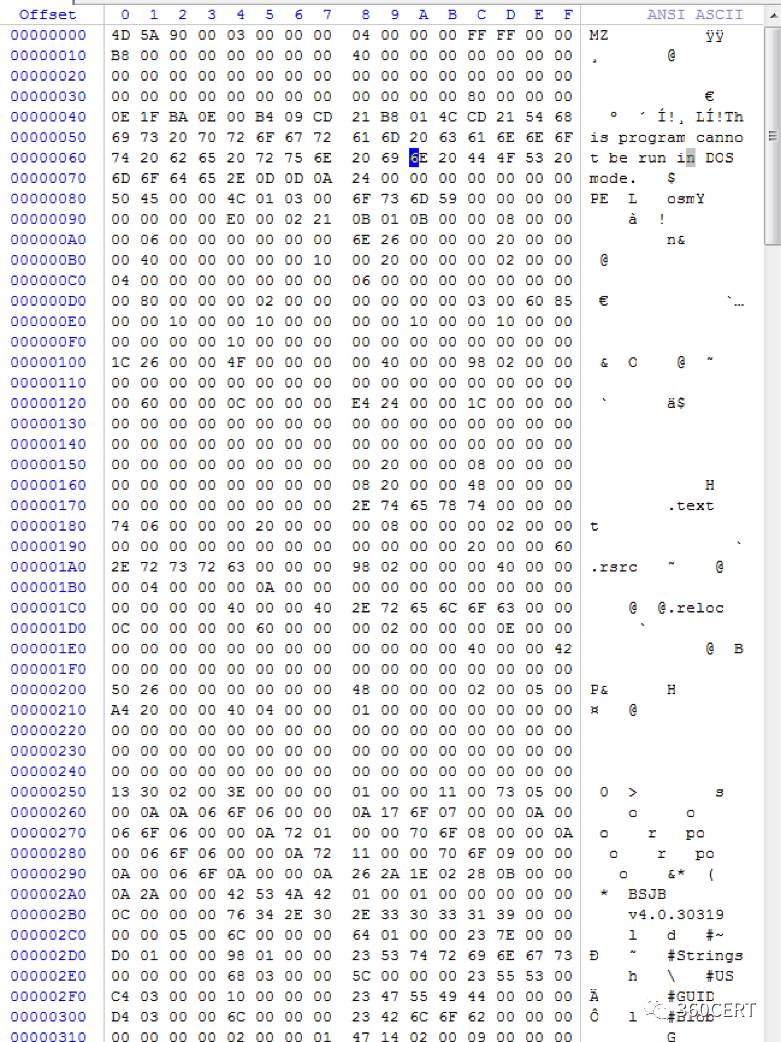 Offset 0 1 2 3 4 5 6 7 8 9 A B C D E F ANSI ASCII
00000000 4D 5A 90 00 03 00 00 00 04 00 00 00 FF FF 00 00 MZ ÿÿ
00000010 B8 00 00 00 00 00 00 00 40 00 00 00 00 00 00 00 ¸ @
00000020 00 00 00 00 00 00 00 00 00 00 00 00 00 00 00 00
00000030 00 00 00 00 00 00 00 00 00 00 00 00 80 00 00 00 €
00000040 0E 1F BA 0E 00 B4 09 CD 21 B8 01 4C CD 21 54 68 º ´ Í!¸ LÍ!Th
00000050 69 73 20 70 72 6F 67 72 61 6D 20 63 61 6E 6E 6F is program canno
00000060 74 20 62 65 20 72 75 6E 20 69 6E 20 44 4F 53 20 t be run in DOS
00000070 6D 6F 64 65 2E 0D 0D 0A 24 00 00 00 00 00 00 00 mode. $
00000080 50 45 00 00 4C 01 03 00 6F 73 6D 59 00 00 00 00 PE L osmY
00000090 00 00 00 00 E0 00 02 21 0B 01 0B 00 00 08 00 00 à !
000000A0 00 06 00 00 00 00 00 00 6E 26 00 00 00 20 00 00 n&
000000B0 00 40 00 00 00 00 00 10 00 20 00 00 00 02 00 00 @
000000C0 04 00 00 00 00 00 00 00 06 00 00 00 00 00 00 00
000000D0 00 80 00 00 00 02 00 00 00 00 00 00 03 00 60 85 € `…
000000E0 00 00 10 00 00 10 00 00 00 00 10 00 00 10 00 00
000000F0 00 00 00 00 10 00 00 00 00 00 00 00 00 00 00 00
00000100 1C 26 00 00 4F 00 00 00 00 40 00 00 98 02 00 00 & O @ ˜
00000110 00 00 00 00 00 00 00 00 00 00 00 00 00 00 00 00
00000120 00 60 00 00 0C 00 00 00 E4 24 00 00 1C 00 00 00 ` ä$
00000130 00 00 00 00 00 00 00 00 00 00 00 00 00 00 00 00
00000140 00 00 00 00 00 00 00 00 00 00 00 00 00 00 00 00
00000150 00 00 00 00 00 00 00 00 00 20 00 00 08 00 00 00
00000160 00 00 00 00 00 00 00 00 08 20 00 00 48 00 00 00 H
00000170 00 00 00 00 00 00 00 00 2E 74 65 78 74 00 00 00 .text
00000180 74 06 00 00 00 20 00 00 00 08 00 00 00 02 00 00 t
00000190 00 00 00 00 00 00 00 00 00 00 00 00 20 00 00 60 `
000001A0 2E 72 73 72 63 00 00 00 98 02 00 00 00 40 00 00 .rsrc ˜ @
000001B0 00 04 00 00 00 0A 00 00 00 00 00 00 00 00 00 00
000001C0 00 00 00 00 40 00 00 40 2E 72 65 6C 6F 63 00 00 @ @.reloc
000001D0 0C 00 00 00 00 60 00 00 00 02 00 00 00 0E 00 00 `
000001E0 00 00 00 00 00 00 00 00 00 00 00 00 40 00 00 42 @ B
000001F0 00 00 00 00 00 00 00 00 00 00 00 00 00 00 00 00
00000200 50 26 00 00 00 00 00 00 48 00 00 00 02 00 05 00 P& H
00000210 A4 20 00 00 40 04 00 00 01 00 00 00 00 00 00 00 ¤ @
00000220 00 00 00 00 00 00 00 00 00 00 00 00 00 00 00 00
00000230 00 00 00 00 00 00 00 00 00 00 00 00 00 00 00 00
00000240 00 00 00 00 00 00 00 00 00 00 00 00 00 00 00 00
00000250 13 30 02 00 3E 00 00 00 01 00 00 11 00 73 05 00 0 > s
00000260 00 0A 0A 06 6F 06 00 00 0A 17 6F 07 00 00 0A 00 o o
00000270 06 6F 06 00 00 0A 72 01 00 00 70 6F 08 00 00 0A o r po
00000280 00 06 6F 06 00 00 0A 72 11 00 00 70 6F 09 00 00 o r po
00000290 0A 00 06 6F 0A 00 00 0A 26 2A 1E 02 28 0B 00 00 o &* (
000002A0 0A 2A 00 00 42 53 4A 42 01 00 01 00 00 00 00 00 * BSJB
000002B0 0C 00 00 00 76 34 2E 30 2E 33 30 33 31 39 00 00 v4.0.30319
000002C0 00 00 05 00 6C 00 00 00 64 01 00 00 23 7E 00 00 l d #~
000002D0 D0 01 00 00 98 01 00 00 23 53 74 72 69 6E 67 73 Ð ˜ #Strings
000002E0 00 00 00 00 68 03 00 00 5C 00 00 00 23 55 53 00 h \ #US
000002F0 C4 03 00 00 10 00 00 00 23 47 55 49 44 00 00 00 Ä #GUID
00000300 D4 03 00 00 6C 00 00 00 23 42 6C 6F 62 00 00 00 Ô l #Blob
00000310 00 00 00 00 02 00 00 01 47 14 02 00 09 00 00 00 G
360CERT